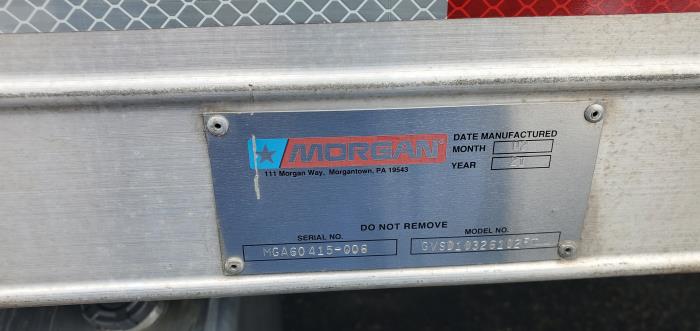 MORGAN
111 Morgan Way, Morgantown, PA 19543
DATE MANUFACTURED
MONTH
YEAR 21
DO NOT REMOVE
SERIAL NO.
MGA60415-006
MODEL NO.